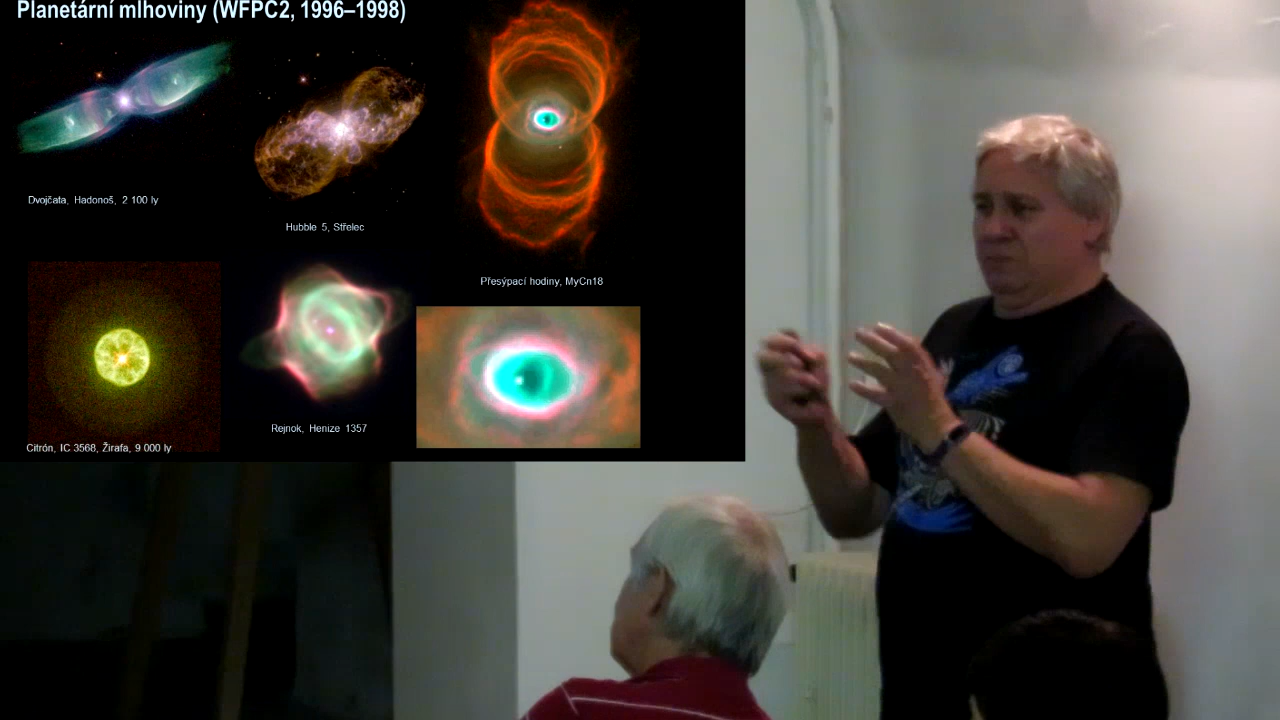 Planetární mlhoviny (WFPC2, 1996–1998)
Dvojčata, Hadonoš, 2 100 ly
Hubble 5, Střelec
Přesýpací hodiny, MyCn18
Citrón, IC 3568, Žirafa, 9 000 ly
Rejnok, Henize 1357